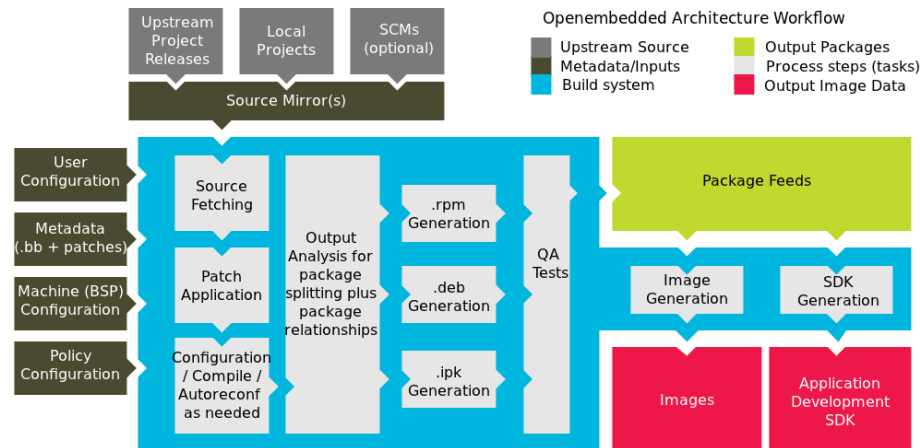 Upstream
Project
Releases
Local
Projects
SCMs
(optional)
Openembedded Architecture Workflow
Upstream Source
Metadata/Inputs
Build system
Output Packages
Process steps (tasks)
Output Image Data
Source Mirror(s)
User
Configuration
Metadata
(.bb + patches)
Machine (BSP)
Configuration
Policy
Configuration
Source
Fetching
Patch
Application
Configuration
/ Compile /
Autoreconf
as needed
Output
Analysis for
package
splitting plus
package
relationships
.rpm
Generation
.deb
Generation
.ipk
Generation
QA
Tests
Package Feeds
Image
Generation
SDK
Generation
Images
Application
Development
SDK